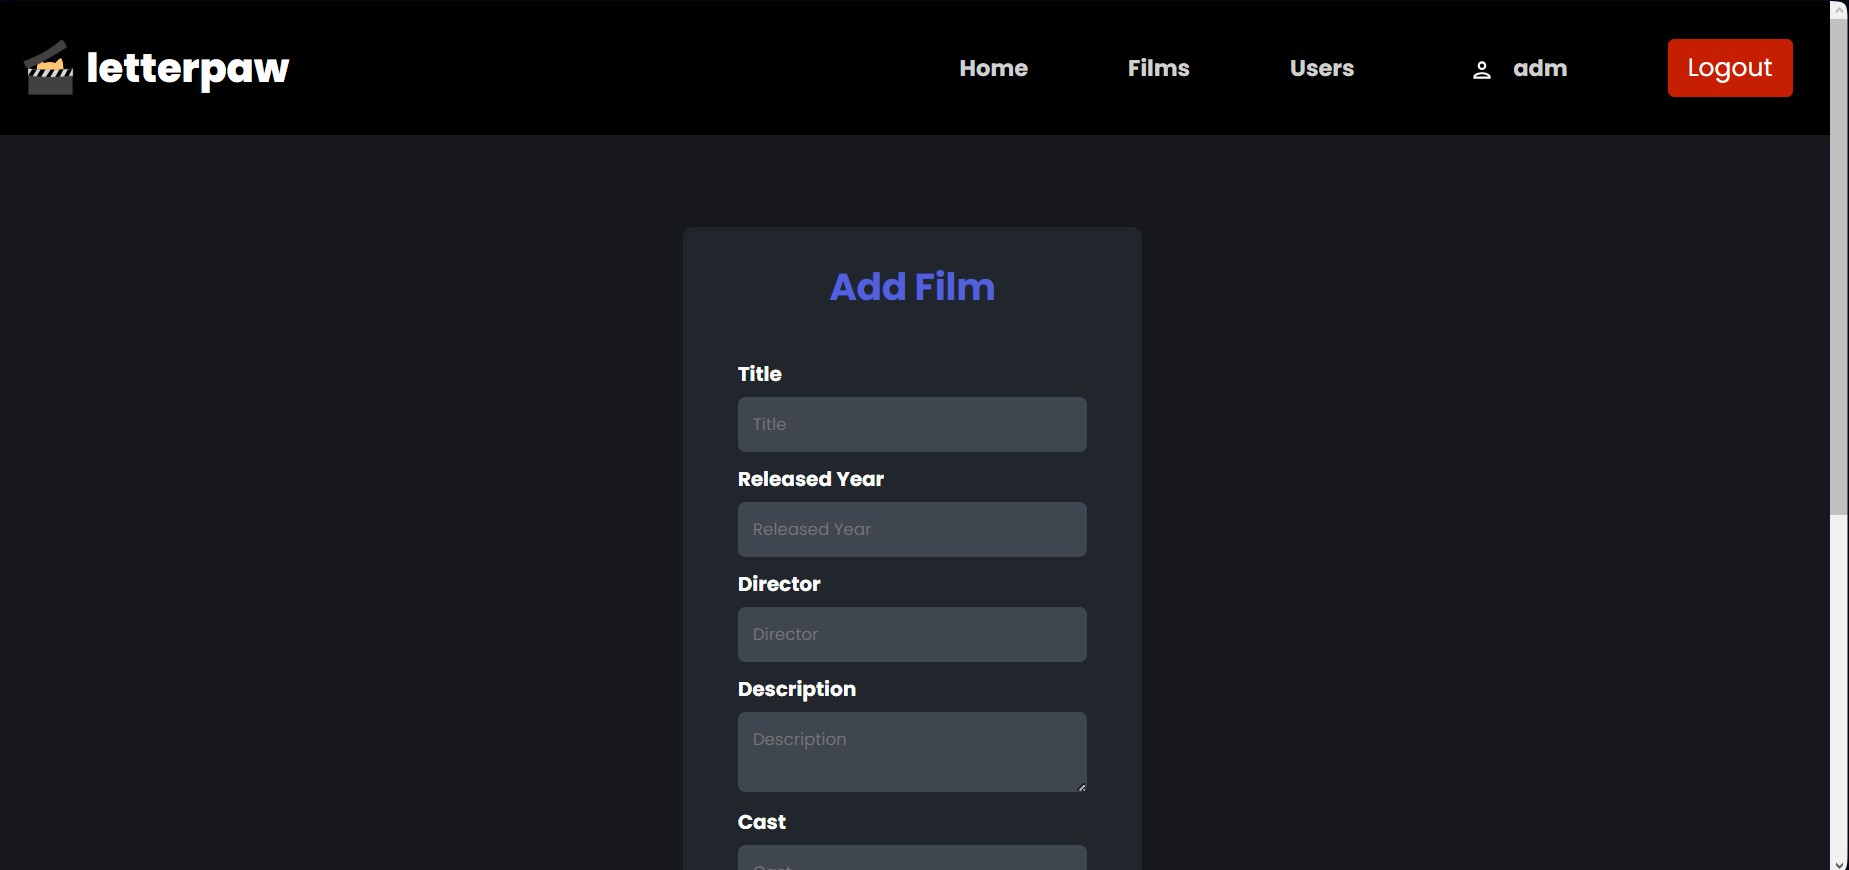 letterpaw
Home
Films
Users
adm
Logout
Add Film
Title
Title
Released Year
Released Year
Director
Director
Description
Description
Cast
Cast